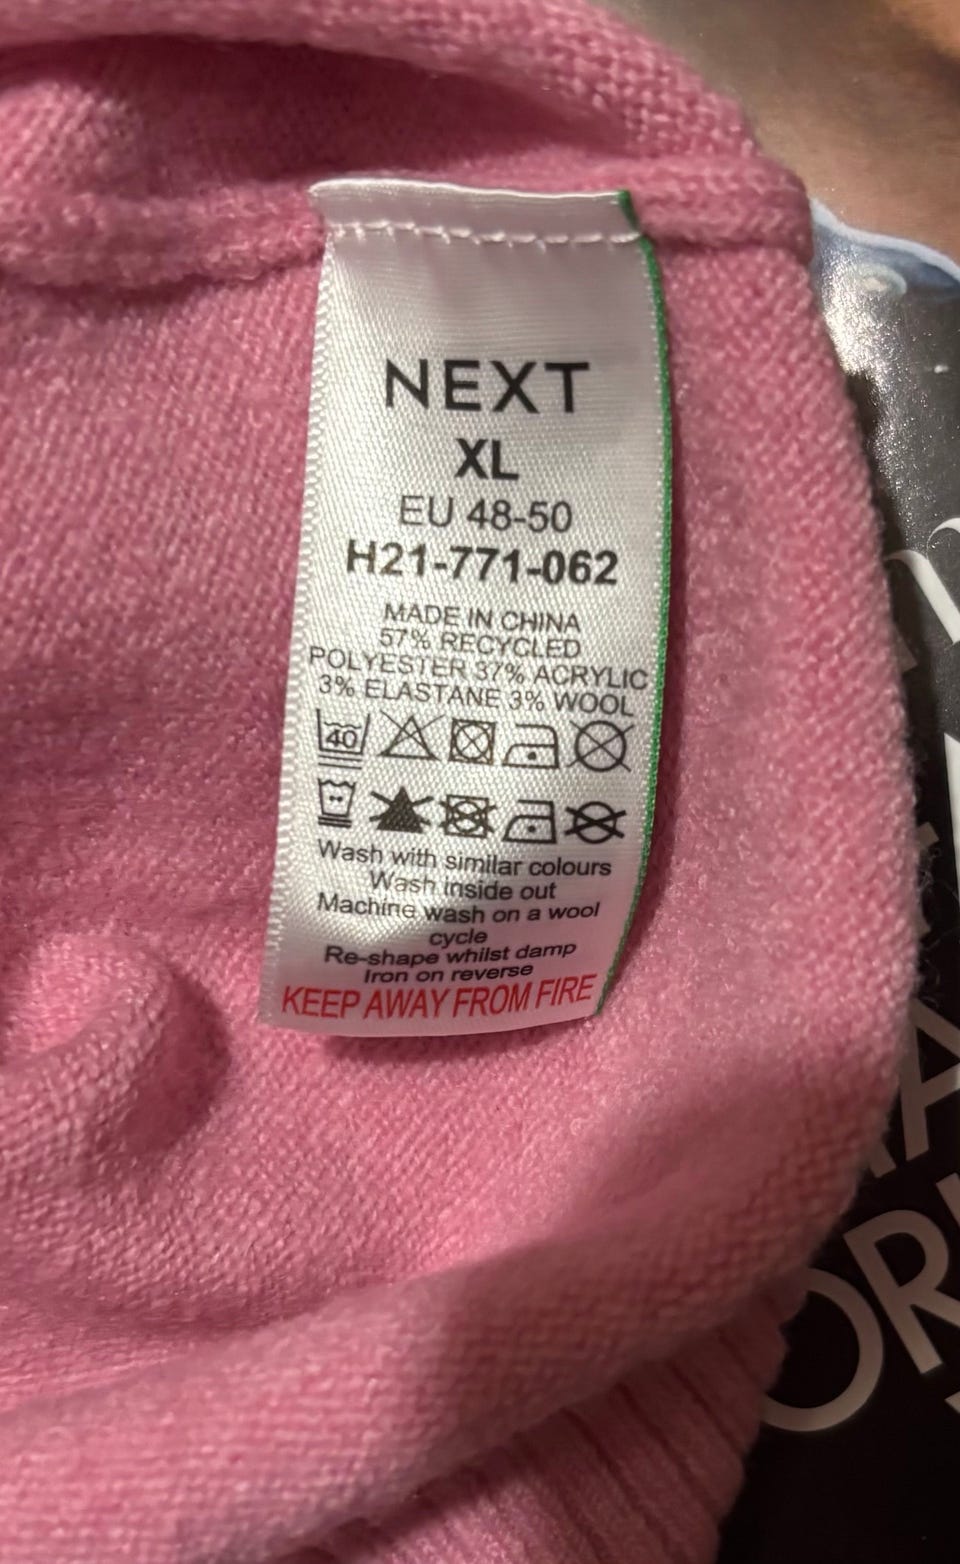 NEXT
XL
EU 48-50
H21-771-062
MADE IN CHINA
57% RECYCLED
POLYESTER 37% ACRYLIC
3% ELASTANE 3% WOOL
40
Wash with similar colours
Wash inside out
Machine wash on a wool
cycle
Re-shape whilst damp
Iron on reverse
KEEP AWAY FROM FIRE